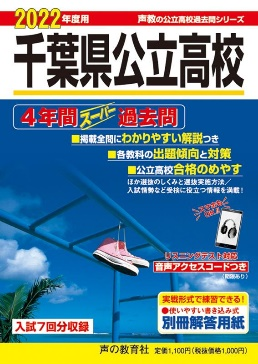 2022年度用
声教の公立高校過去問シリーズ
千葉県公立高校
4年間スーパー過去問
■掲載全問にわかりやすい解説つき
■各教科の出題傾向と対策
■公立高校合格のめやす
ほか選抜のしくみと選抜実施方法/
入試情報など受検に役立つ情報を満載!
リスニングテスト対応
音声アクセスコードつき
実戦形式で練習できる!
●使いやすい書き込み式
別冊解答用紙
入試7回分収録
声の教育社
定価1,100円(税抜価格1,000円)